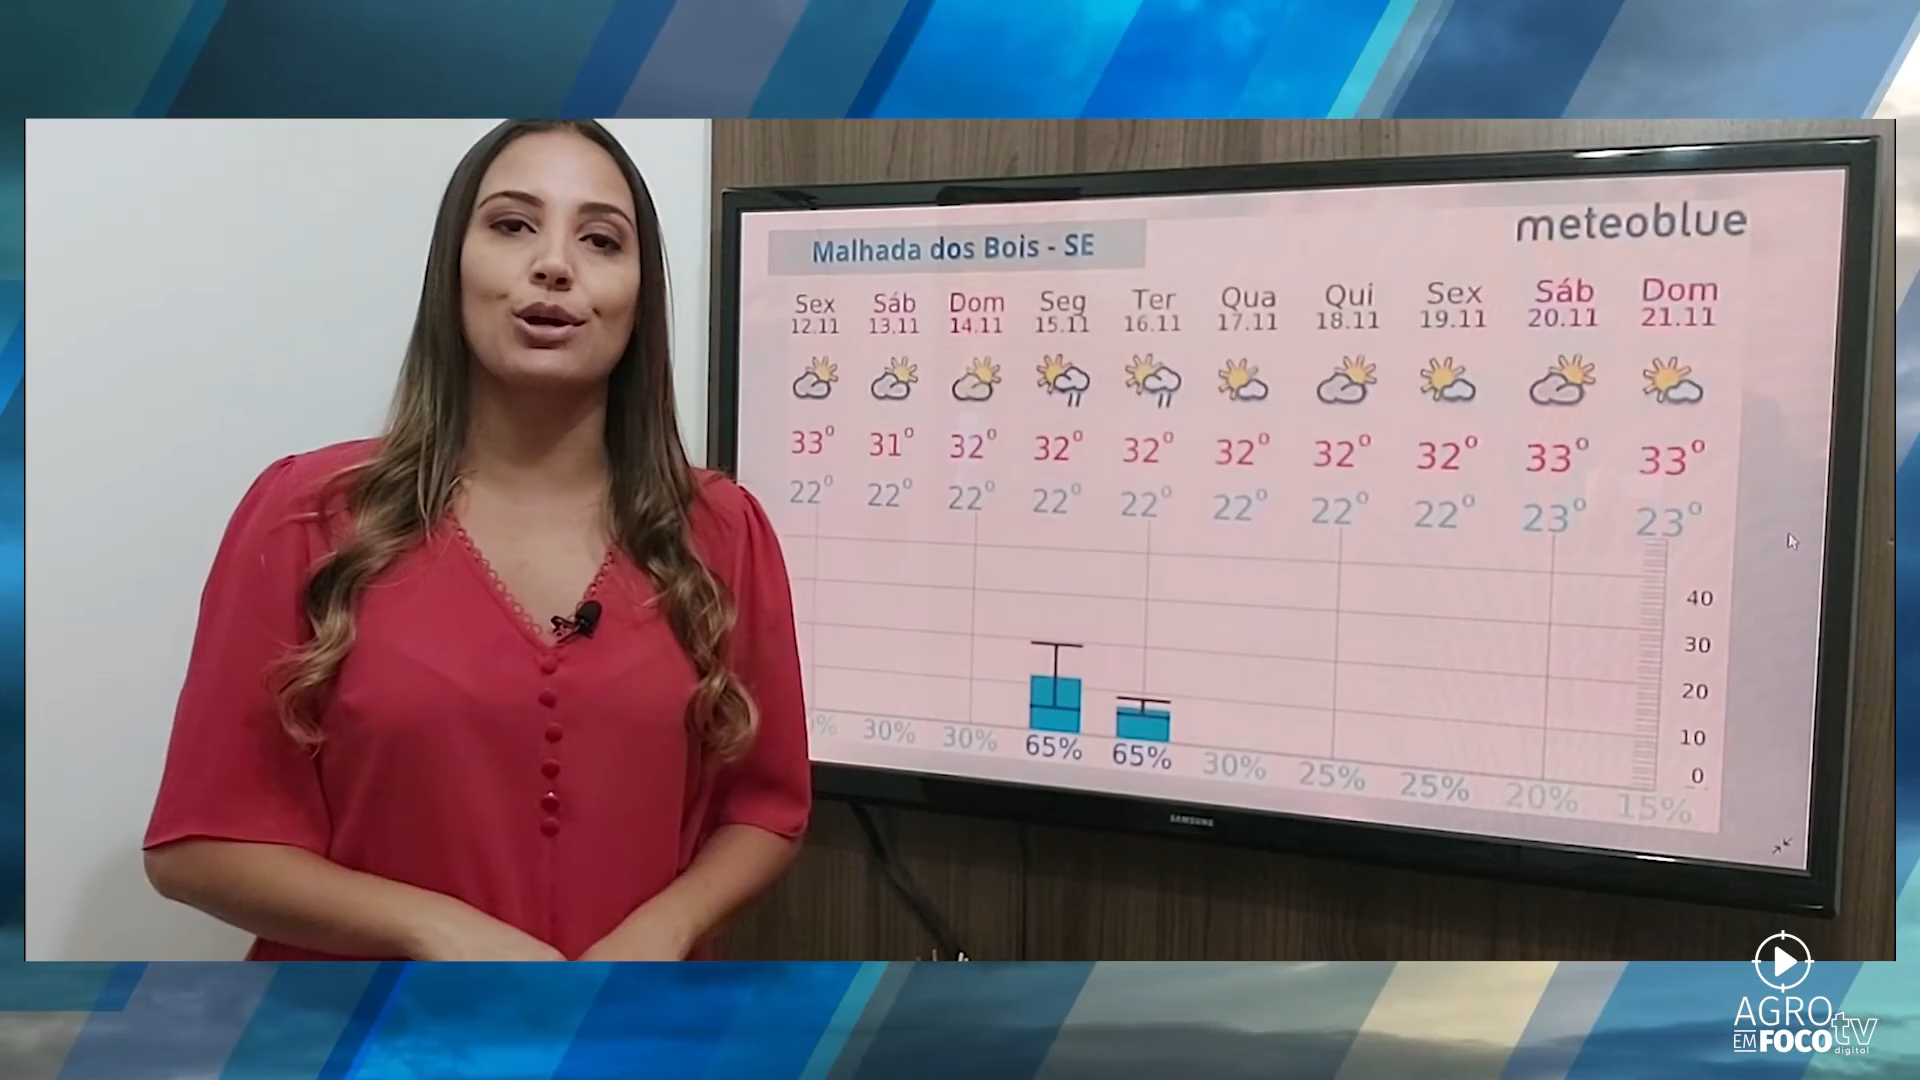 meteoblue
Malhada dos Bois - SE
Sex Sáb Dom Seg Ter Qua Qui Sex Sáb Dom
12.11 13.11 14.11 15.11 16.11 17.11 18.11 19.11 20.11 21.11
33° 31° 32° 32° 32° 32° 32° 32° 33° 33°
22° 22° 22° 22° 22° 22° 22° 22° 23° 23°
40
30
20
10
0
30% 30% 65% 65% 30% 25% 25% 20% 15%
SAMSUNG
AGRO
EM FOCO tv
digital